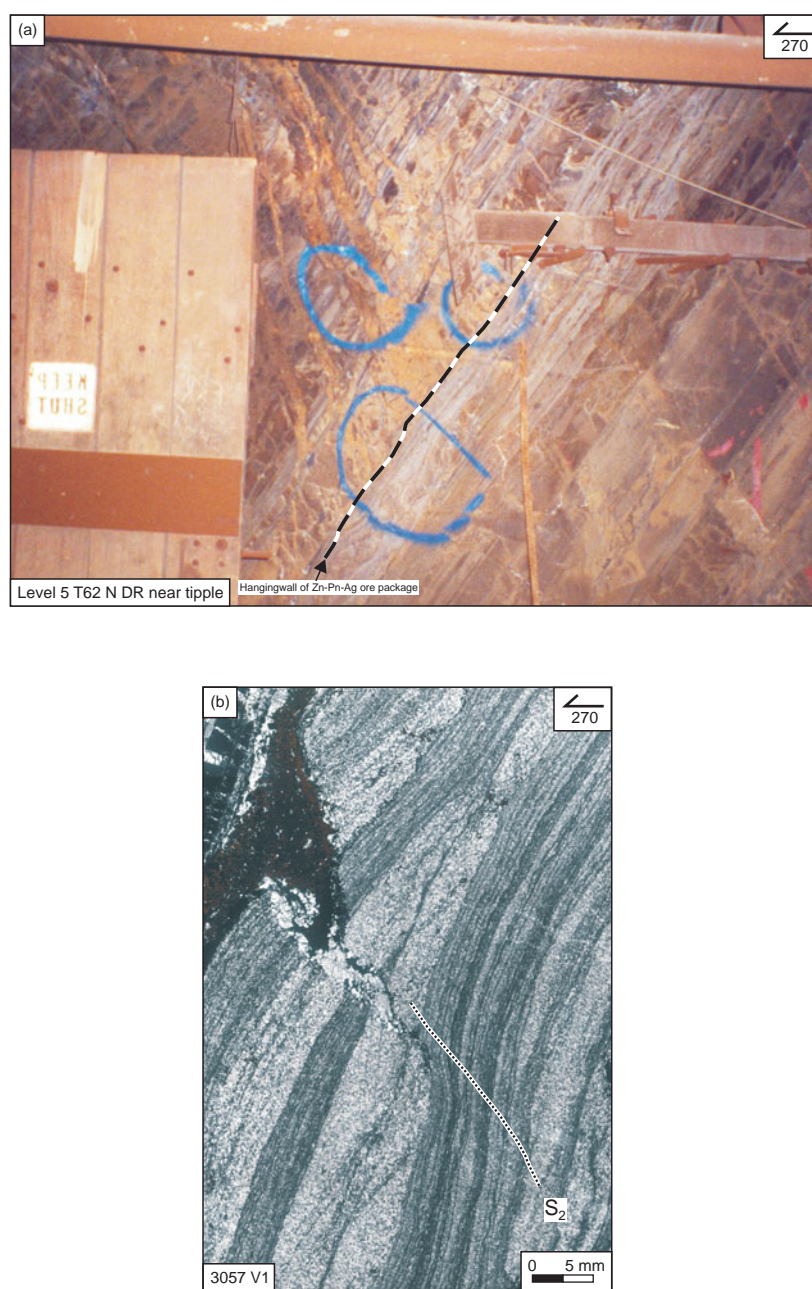 (a)
270
KEEP
SHUT
Level 5 T62 N DR near tipple
Hangingwall of Zn-Pn-Ag ore package
(b)
270
S₂
3057 V1
0 5 mm